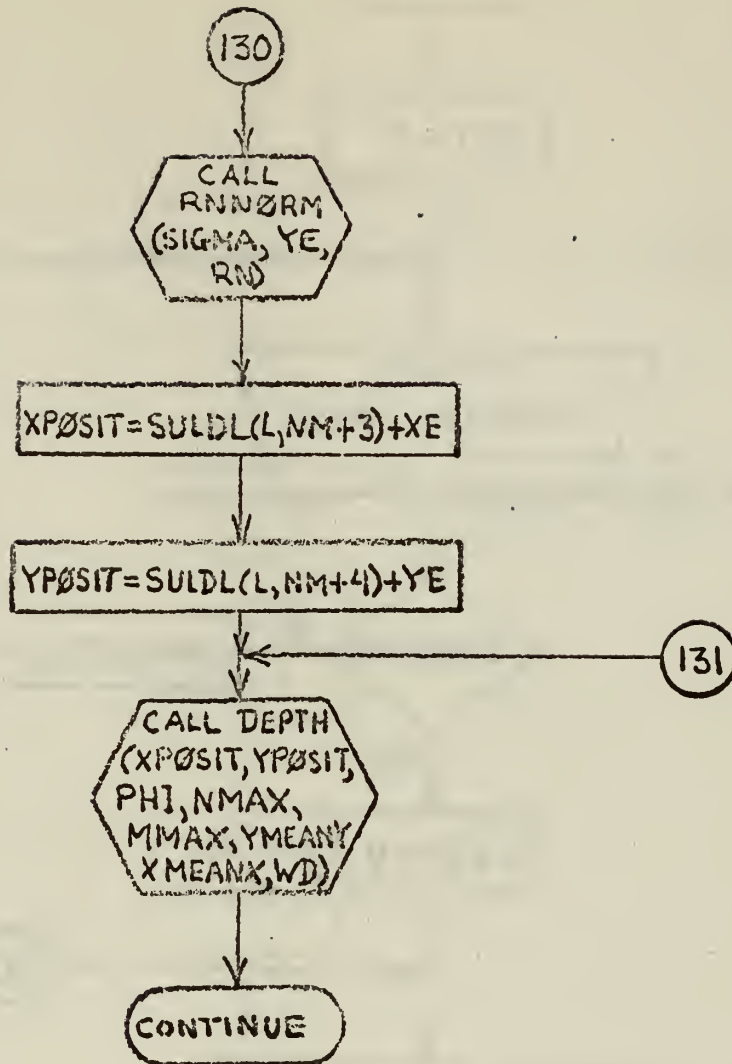 130
CALL
RNNØRM
(SIGMA, YE,
RN)
XPØSIT=SULDL(L,NM+3)+XE
YPØSIT=SULDL(L,NM+4)+YE
131
CALL DEPTH
(XPØSIT,YPØSIT,
PHI,NMAX,
MMAX,YMEANY
XMEANX,WD)
CONTINUE